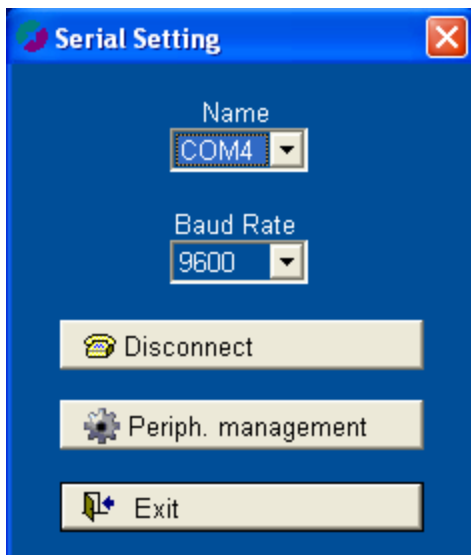 Serial Setting
Name
COM4
Baud Rate
9600
Disconnect
Periph. management
Exit